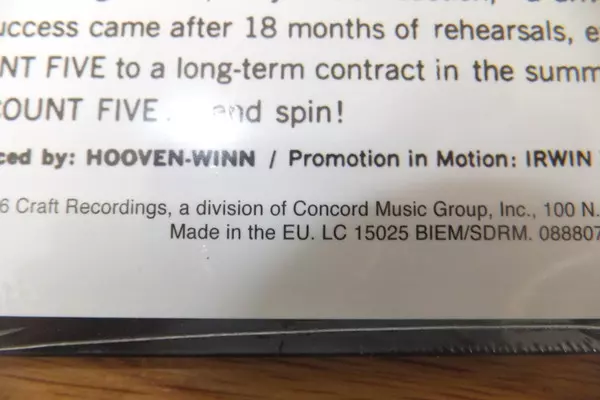 uccess came after 18 months of rehearsals, e
NT FIVE to a long-term contract in the summ
OUNT FIVE. and spin!
ced by: HOOVEN-WINN / Promotion in Motion: IRWIN
6 Craft Recordings, a division of Concord Music Group, Inc., 100 N.
Made in the EU. LC 15025 BIEM/SDRM. 088807